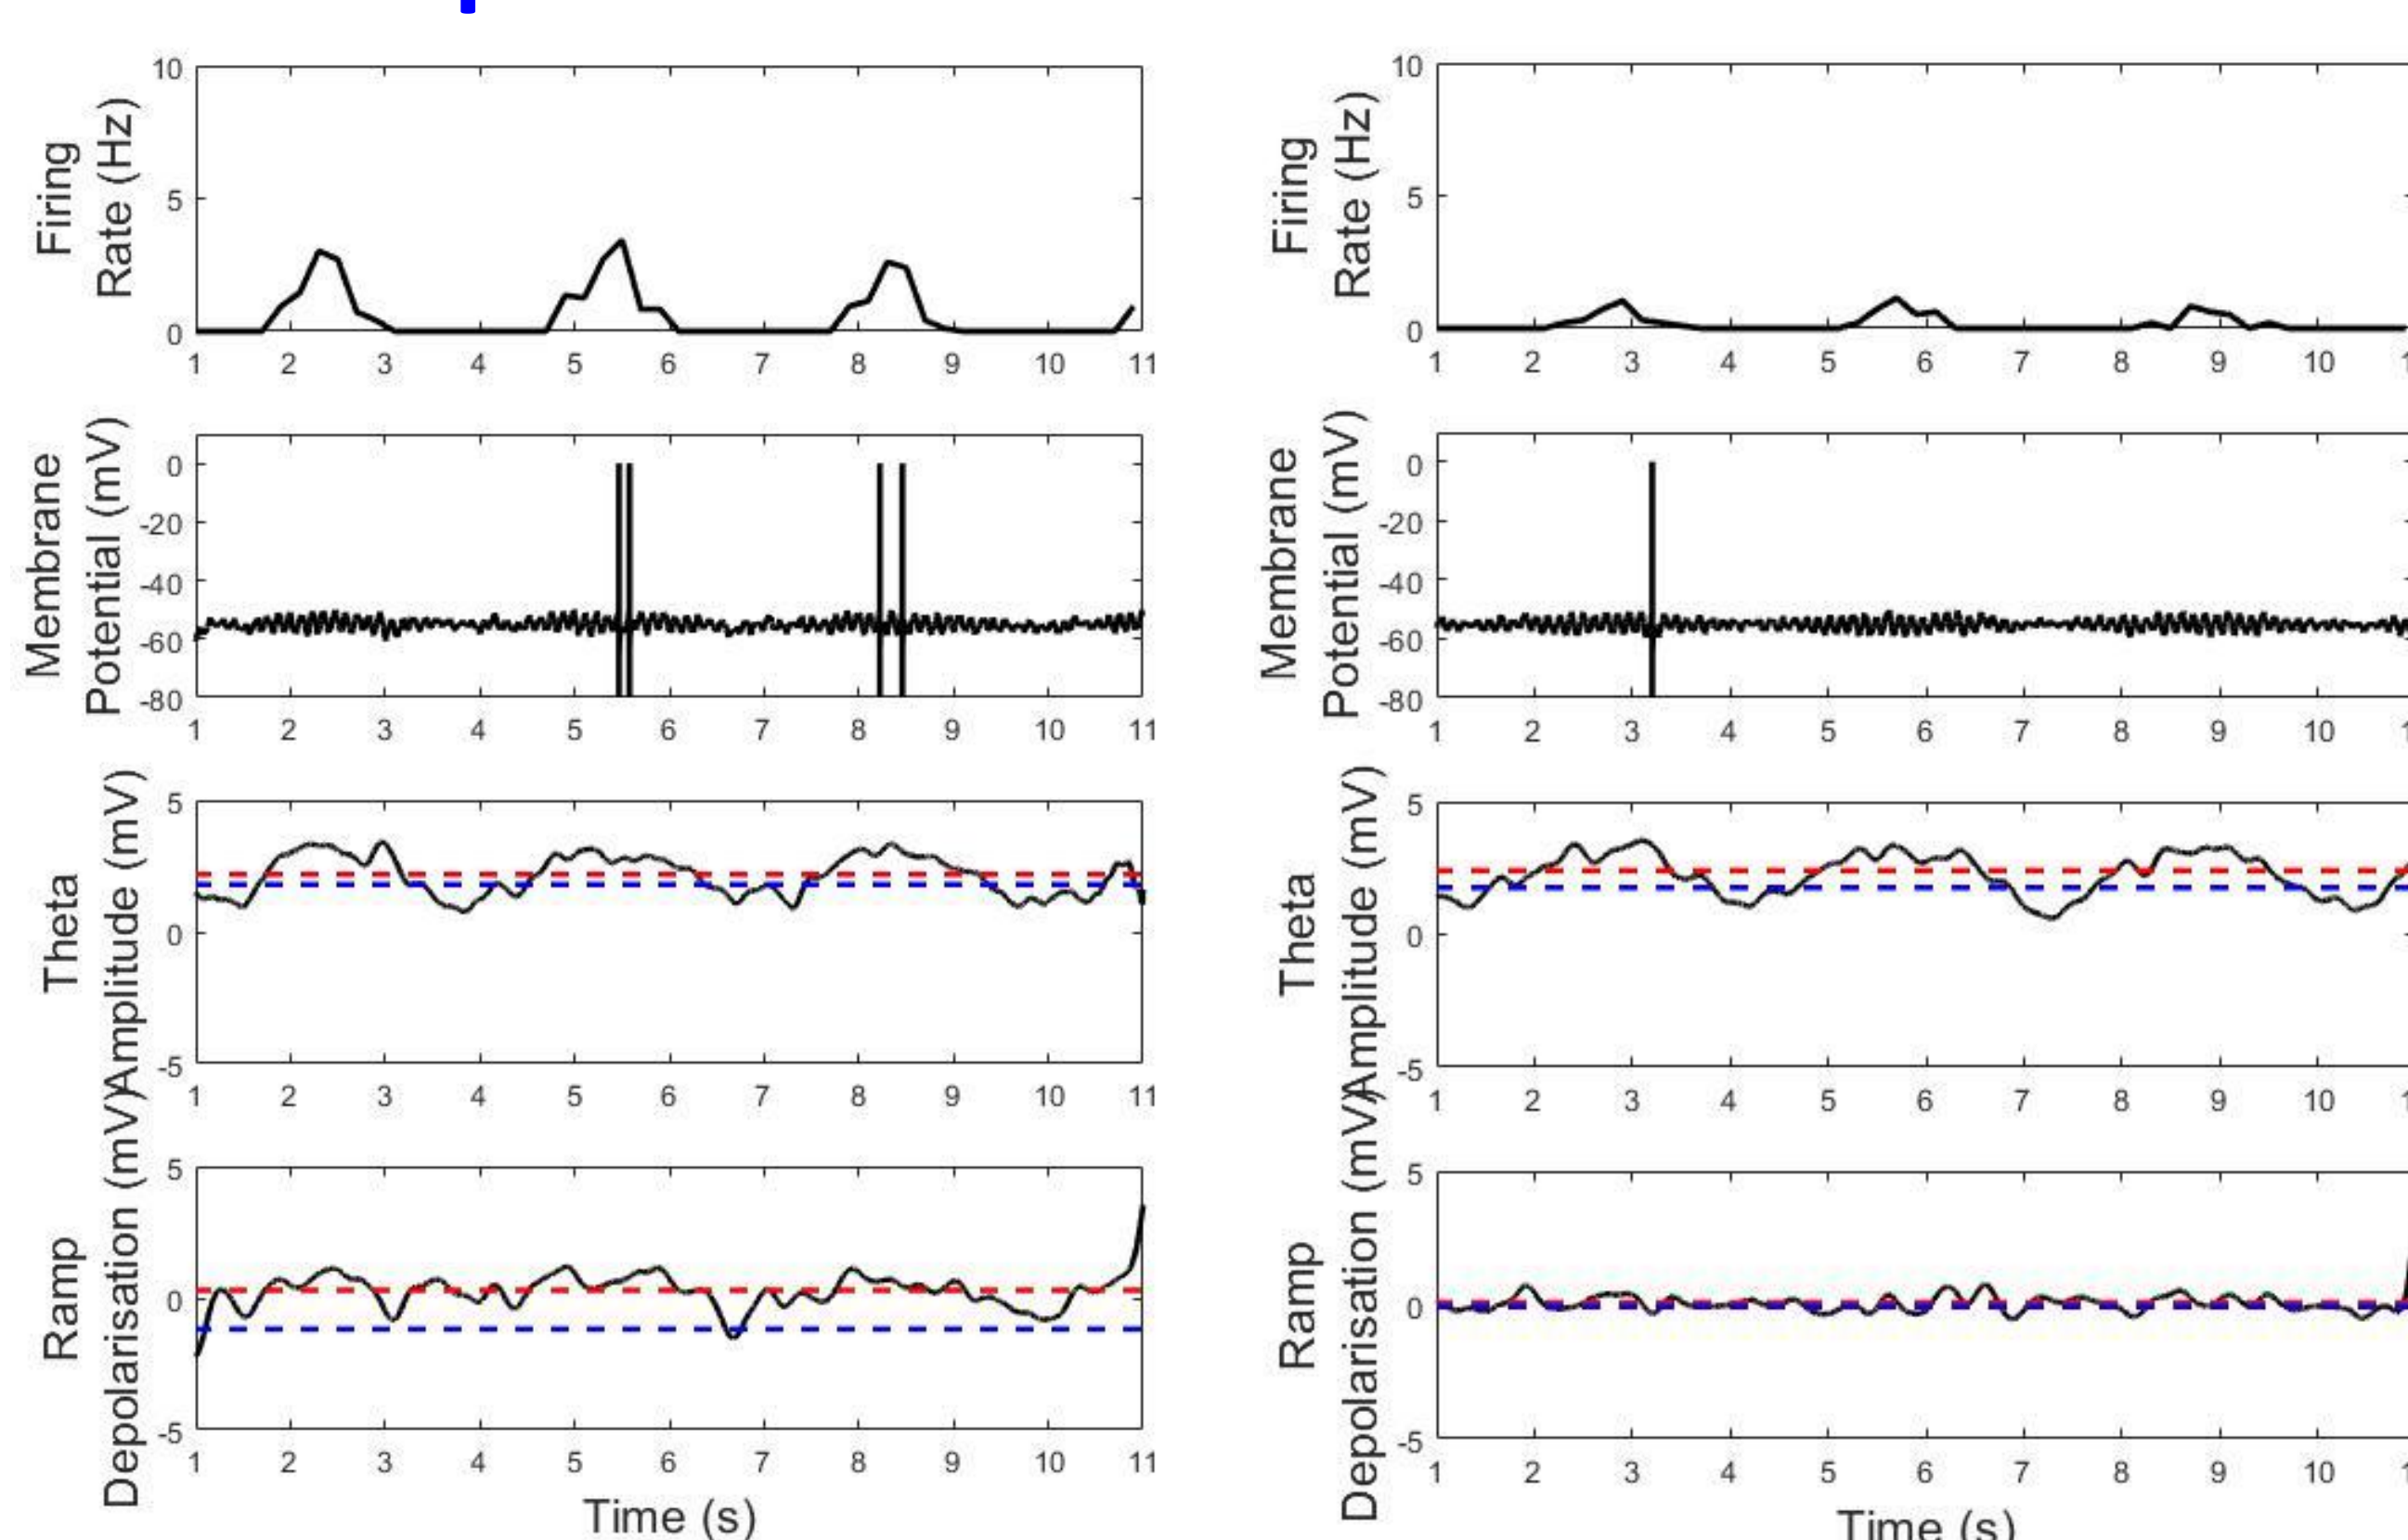 Firing
Rate (Hz)
10
5
0
1 2 3 4 5 6 7 8 9 10 11
Membrane
Potential (mV)
0
-20
-40
-60
-80
1 2 3 4 5 6 7 8 9 10 11
Theta
Amplitude (mV)
5
0
-5
1 2 3 4 5 6 7 8 9 10 11
Ramp
Depolarisation (mV)
5
0
-5
1 2 3 4 5 6 7 8 9 10 11
Time (s)
Firing
Rate (Hz)
10
5
0
1 2 3 4 5 6 7 8 9 10
Membrane
Potential (mV)
0
-20
-40
-60
-80
1 2 3 4 5 6 7 8 9 10
Theta
Amplitude (mV)
5
0
-5
1 2 3 4 5 6 7 8 9 10
Ramp
Depolarisation (mV)
5
0
-5
1 2 3 4 5 6 7 8 9 10
Time (s)